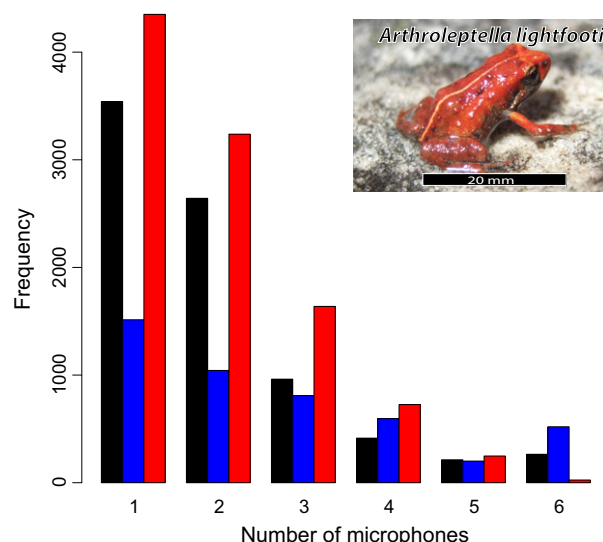 Arthroleptella lightfooti
20 mm
Frequency
4000
3000
2000
1000
0
1 2 3 4 5 6
Number of microphones